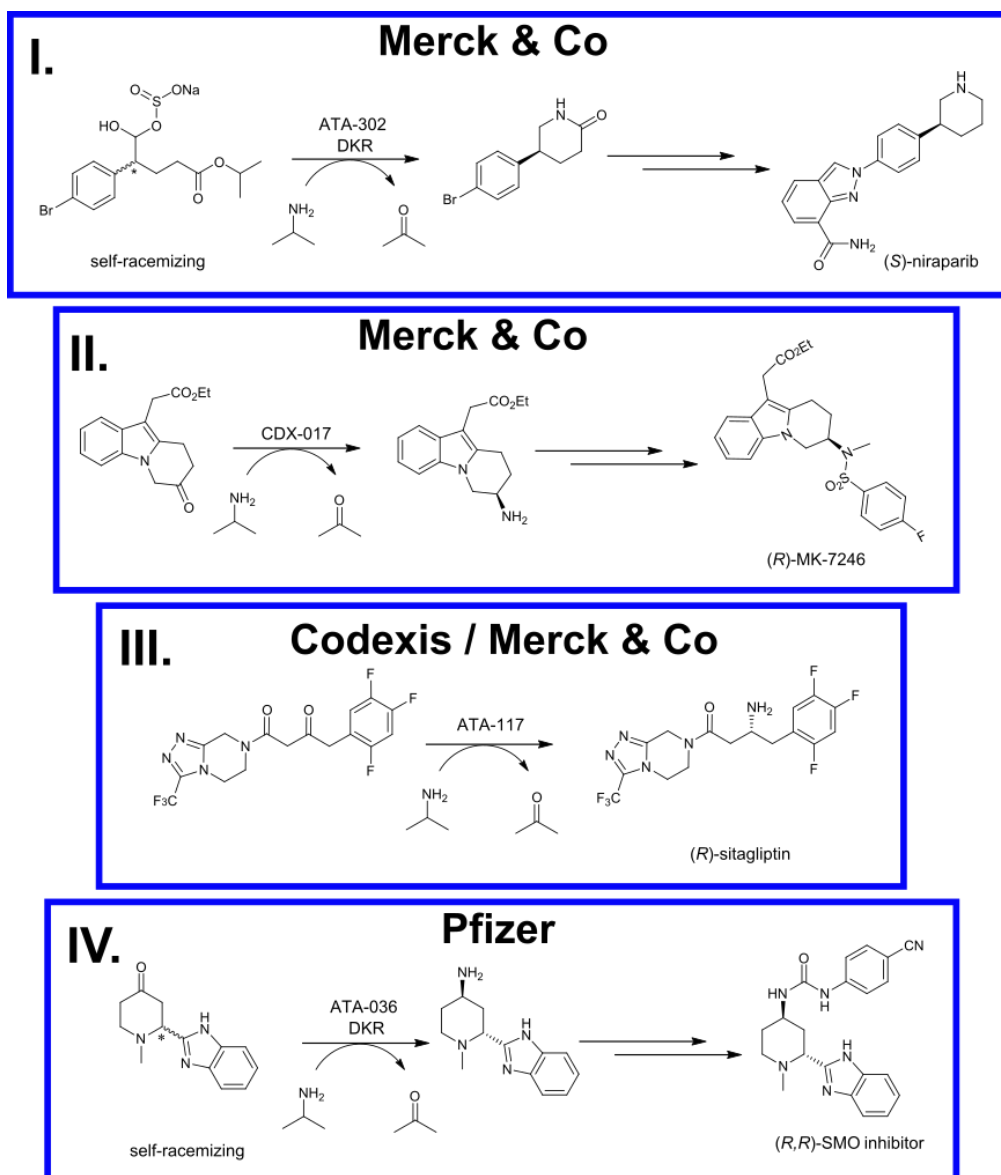 I.
Merck & Co
O
S
ONa
O
HO
*
O
O
Br
self-racemizing
ATA-302
DKR
NH2
O
H
N
O
Br
H
N
N
N
O
NH2
(S)-niraparib
II.
Merck & Co
CO2Et
N
O
CDX-017
NH2
O
CO2Et
N
NH2
CO2Et
N
N
S
O2
F
(R)-MK-7246
III.
Codexis / Merck & Co
F
F
F
O
O
N
N
N
N
F3C
ATA-117
NH2
O
F
F
F
O
NH2
N
N
N
N
F3C
(R)-sitagliptin
IV.
Pfizer
O
N
*
H
N
N
self-racemizing
ATA-036
DKR
NH2
O
NH2
N
H
N
N
CN
O
HN
NH
N
H
N
N
(R,R)-SMO inhibitor